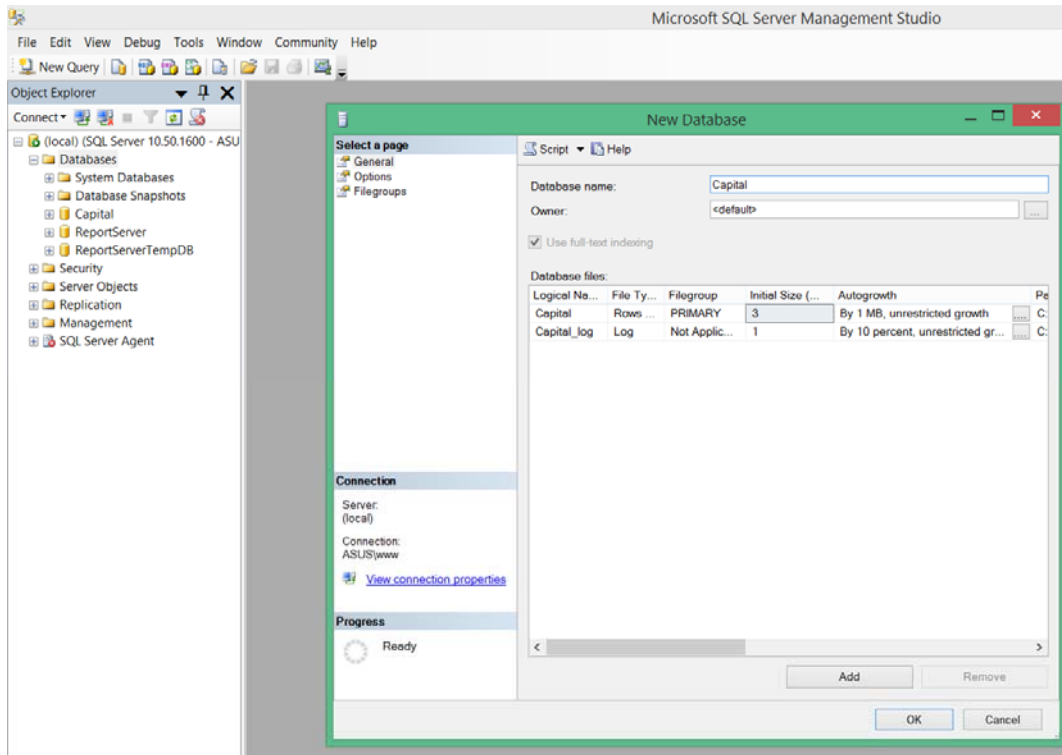 Microsoft SQL Server Management Studio
File Edit View Debug Tools Window Community Help
New Query
Object Explorer
Connect
(local) (SQL Server 10.50.1600 - ASU
Databases
System Databases
Database Snapshots
Capital
ReportServer
ReportServerTempDB
Security
Server Objects
Replication
Management
SQL Server Agent
New Database
Select a page
General
Options
Filegroups
Script Help
Database name: Capital
Owner: <default> ...
Use full-text indexing
Database files:
Logical Na... File Ty... Filegroup Initial Size (... Autogrowth Pa
Capital Rows ... PRIMARY 3 By 1 MB, unrestricted growth ... C:
Capital_log Log Not Applic... 1 By 10 percent, unrestricted gr... ... C:
Connection
Server:
(local)
Connection:
ASUS\www
View connection properties
Progress
Ready
Add Remove
OK Cancel